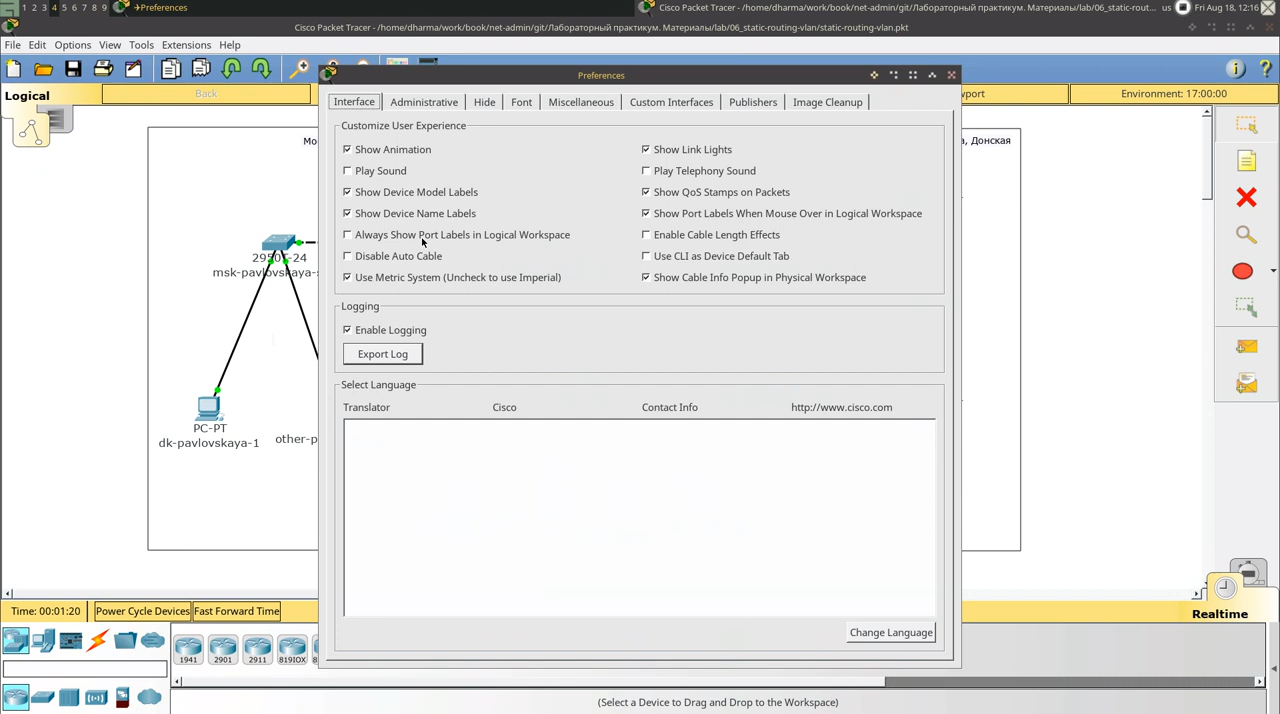 1 2 3 4 5 6 7 8 9 Preferences
Cisco Packet Tracer - /home/dharma/work/book/net-admin/git/Лабораторный практикум. Материалы/lab/06_static-rout...
us Fri Aug 18, 12:16
Cisco Packet Tracer - /home/dharma/work/book/net-admin/git/Лабораторный практикум. Материалы/lab/06_static-routing-vlan/static-routing-vlan.pkt
File Edit Options View Tools Extensions Help
Preferences
Logical
Back
wport
Environment: 17:00:00
Interface Administrative Hide Font Miscellaneous Custom Interfaces Publishers Image Cleanup
Customize User Experience
Мо
а, Донская
Show Animation Show Link Lights
Play Sound Play Telephony Sound
Show Device Model Labels Show QoS Stamps on Packets
Show Device Name Labels Show Port Labels When Mouse Over in Logical Workspace
Always Show Port Labels in Logical Workspace Enable Cable Length Effects
Disable Auto Cable Use CLI as Device Default Tab
Use Metric System (Uncheck to use Imperial) Show Cable Info Popup in Physical Workspace
2950T-24
msk-pavlovskaya-s
Logging
Enable Logging
Export Log
Select Language
Translator Cisco Contact Info http://www.cisco.com
PC-PT
dk-pavlovskaya-1
other-p
Change Language
Time: 00:01:20 Power Cycle Devices Fast Forward Time
Realtime
1941 2901 2911 819IOX 8
(Select a Device to Drag and Drop to the Workspace)